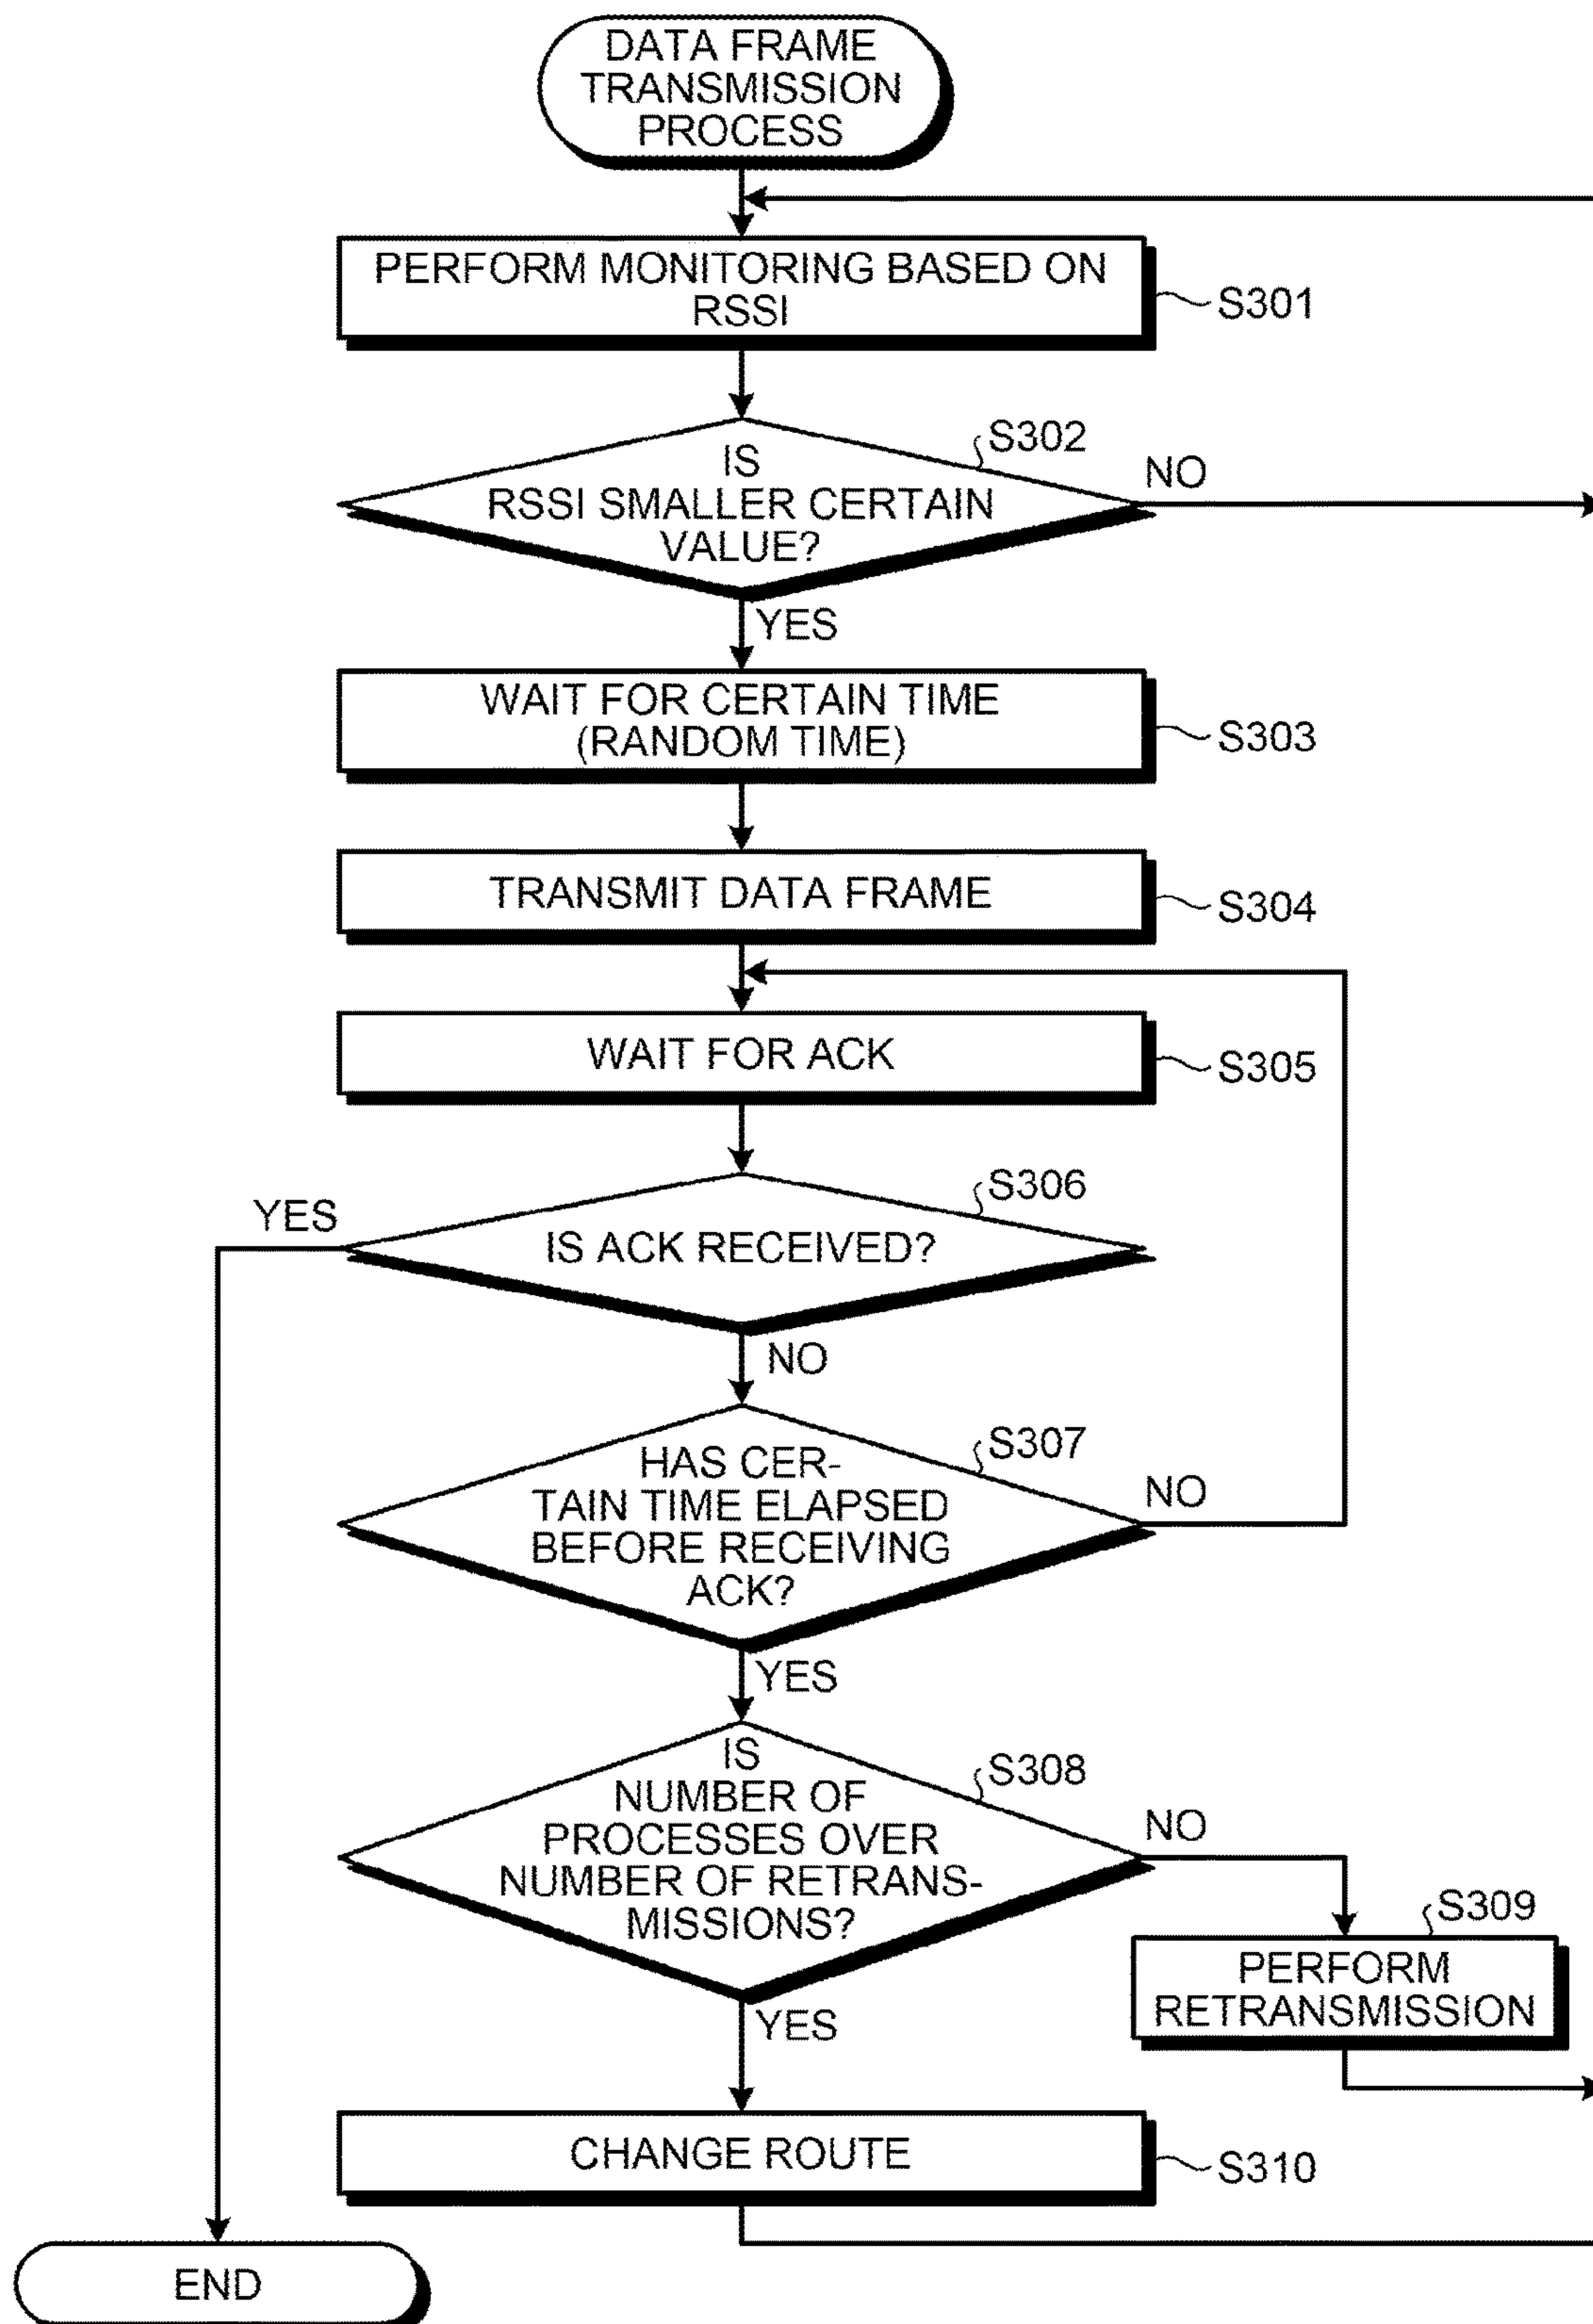 DATA FRAME
TRANSMISSION
PROCESS
PERFORM MONITORING BASED ON
RSSI
S301
S302
IS
RSSI SMALLER CERTAIN
VALUE?
NO
YES
WAIT FOR CERTAIN TIME
(RANDOM TIME)
S303
TRANSMIT DATA FRAME
S304
WAIT FOR ACK
S305
S306
YES
IS ACK RECEIVED?
NO
S307
HAS CER-
TAIN TIME ELAPSED
BEFORE RECEIVING
ACK?
NO
YES
S308
IS
NUMBER OF
PROCESSES OVER
NUMBER OF RETRANS-
MISSIONS?
NO
S309
PERFORM
RETRANSMISSION
YES
CHANGE ROUTE
S310
END